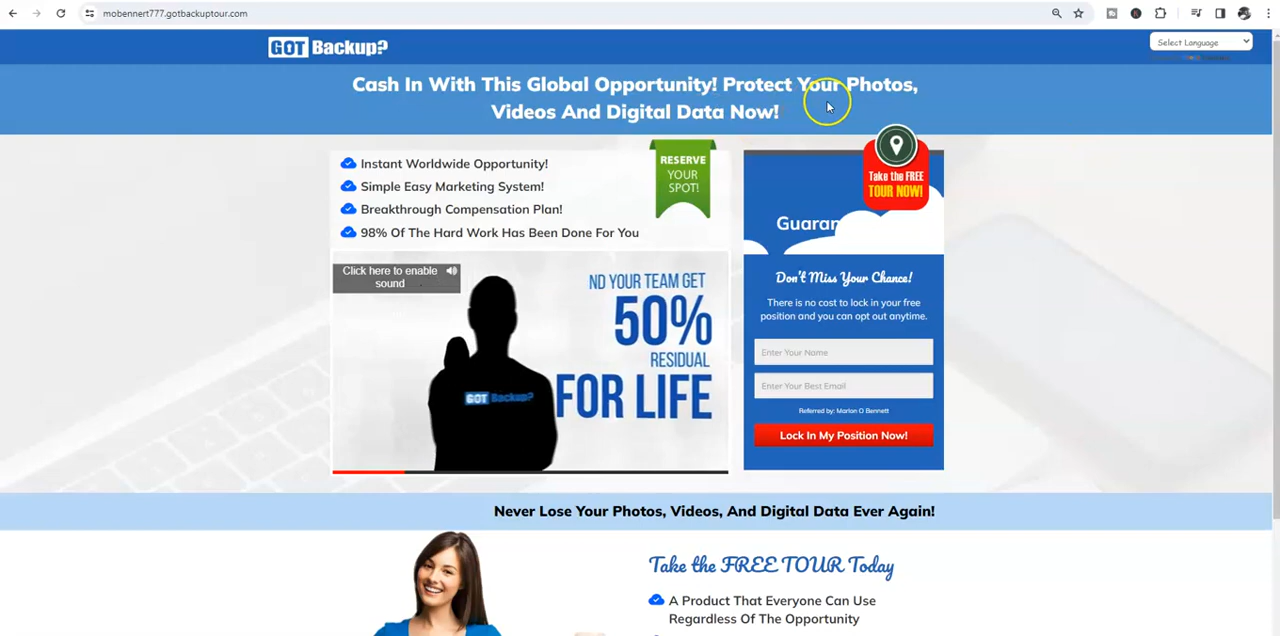 mobennert777.gotbackuptour.com
GOT Backup?
Select Language
Cash In With This Global Opportunity! Protect Your Photos,
Videos And Digital Data Now!
Instant Worldwide Opportunity!
Simple Easy Marketing System!
Breakthrough Compensation Plan!
98% Of The Hard Work Has Been Done For You
RESERVE
YOUR
SPOT!
Take the FREE
TOUR NOW!
Guaran
Click here to enable
sound
ND YOUR TEAM GET
50%
RESIDUAL
FOR LIFE
GOT Backup?
Don't Miss Your Chance!
There is no cost to lock in your free
position and you can opt out anytime.
Enter Your Name
Enter Your Best Email
Referred by: Marlon O Bennett
Lock In My Position Now!
Never Lose Your Photos, Videos, And Digital Data Ever Again!
Take the FREE TOUR Today
A Product That Everyone Can Use
Regardless Of The Opportunity